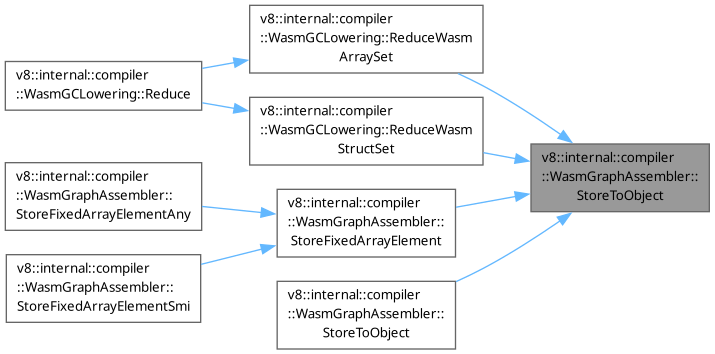 v8::internal::compiler
::WasmGCLowering::Reduce
v8::internal::compiler
::WasmGraphAssembler::
StoreFixedArrayElementAny
v8::internal::compiler
::WasmGraphAssembler::
StoreFixedArrayElementSmi
v8::internal::compiler
::WasmGCLowering::ReduceWasm
ArraySet
v8::internal::compiler
::WasmGCLowering::ReduceWasm
StructSet
v8::internal::compiler
::WasmGraphAssembler::
StoreFixedArrayElement
v8::internal::compiler
::WasmGraphAssembler::
StoreToObject
v8::internal::compiler
::WasmGraphAssembler::
StoreToObject